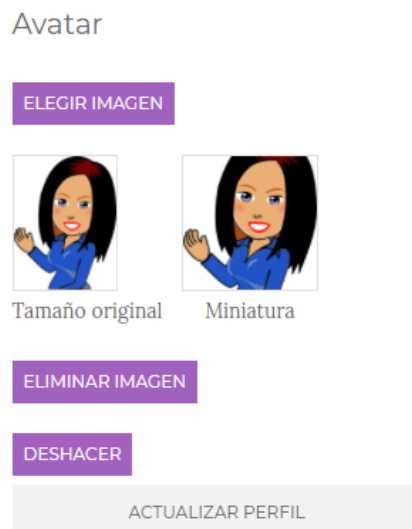 Avatar
ELEGIR IMAGEN
Tamaño original Miniatura
ELIMINAR IMAGEN
DESHACER
ACTUALIZAR PERFIL